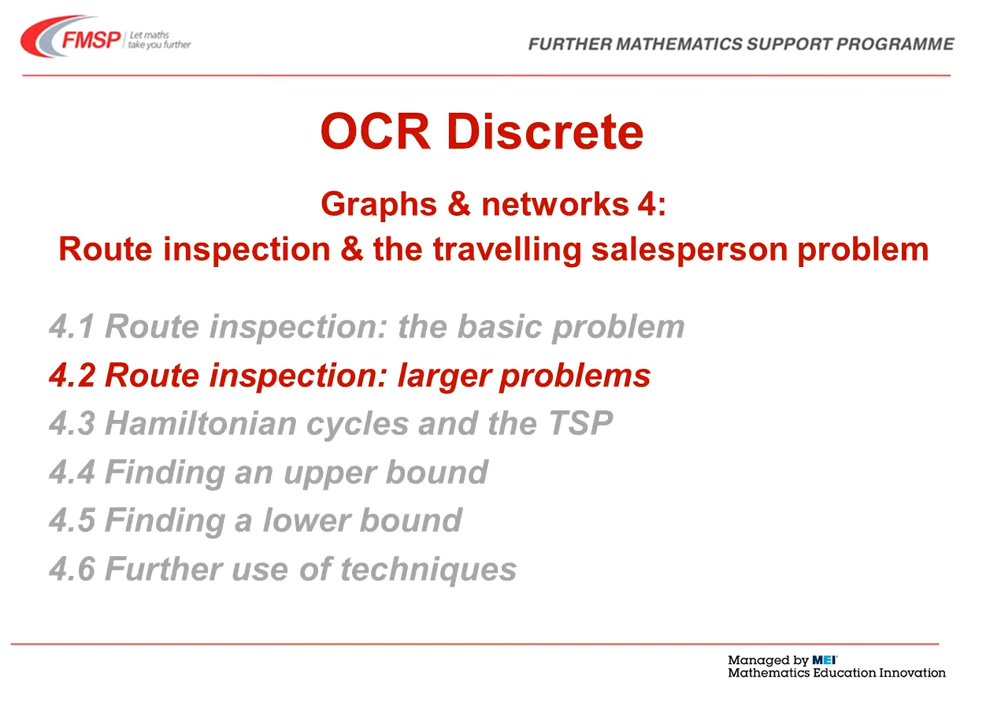 FMSP Let maths
take you further
FURTHER MATHEMATICS SUPPORT PROGRAMME
OCR Discrete
Graphs & networks 4:
Route inspection & the travelling salesperson problem
4.1 Route inspection: the basic problem
4.2 Route inspection: larger problems
4.3 Hamiltonian cycles and the TSP
4.4 Finding an upper bound
4.5 Finding a lower bound
4.6 Further use of techniques
Managed by MEI
Mathematics Education Innovation